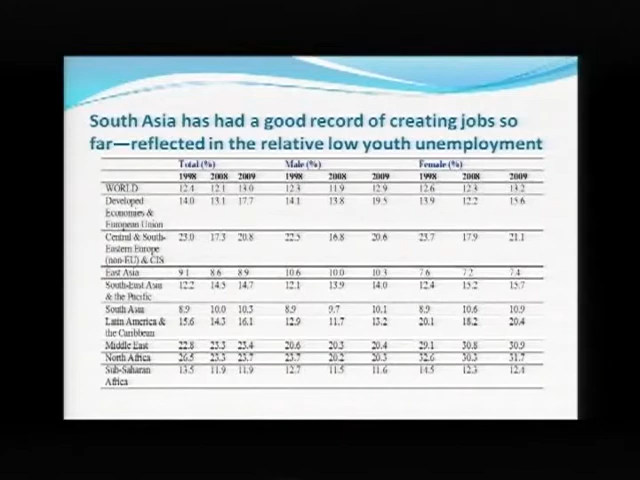 South Asia has had a good record of creating jobs so
far—reflected in the relative low youth unemployment
Total (%) Male (%) Female (%)
1998 2008 2009 1998 2008 2009 1998 2008 2009
WORLD 12.4 12.1 13.0 12.3 11.9 12.9 12.6 12.3 13.2
Developed 14.0 13.1 17.7 14.1 13.8 19.5 13.9 12.2 15.6
Economies &
European Union
Central & South- 23.0 17.3 20.8 22.5 16.8 20.6 23.7 17.9 21.1
Eastern Europe
(non-EU) & CIS
East Asia 9.1 8.6 8.9 10.6 10.0 10.3 7.6 7.2 7.4
South-East Asia 12.2 14.5 14.7 12.1 13.9 14.0 12.4 15.2 15.7
& the Pacific
South Asia 8.9 10.0 10.3 8.9 9.7 10.1 8.9 10.6 10.9
Latin America & 15.6 14.3 16.1 12.9 11.7 13.2 20.1 18.2 20.4
the Caribbean
Middle East 22.8 23.3 23.4 20.6 20.3 20.4 29.1 30.8 30.9
North Africa 26.5 23.3 23.7 23.7 20.2 20.3 32.6 30.3 31.7
Sub-Saharan 13.5 11.9 11.9 12.7 11.5 11.6 14.5 12.3 12.4
Africa